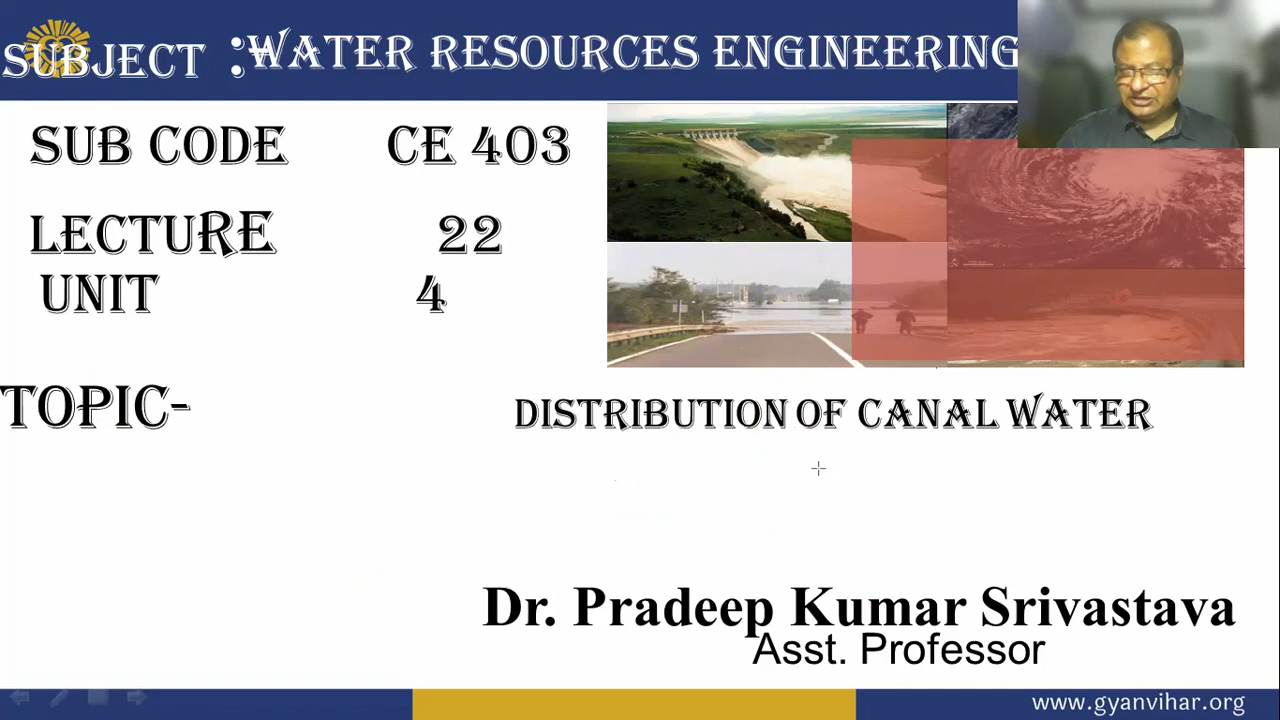 SUBJECT : WATER RESOURCES ENGINEERING
SUB CODE CE 403
LECTURE 22
UNIT 4
TOPIC- DISTRIBUTION OF CANAL WATER
Dr. Pradeep Kumar Srivastava
Asst. Professor
www.gyanvihar.org